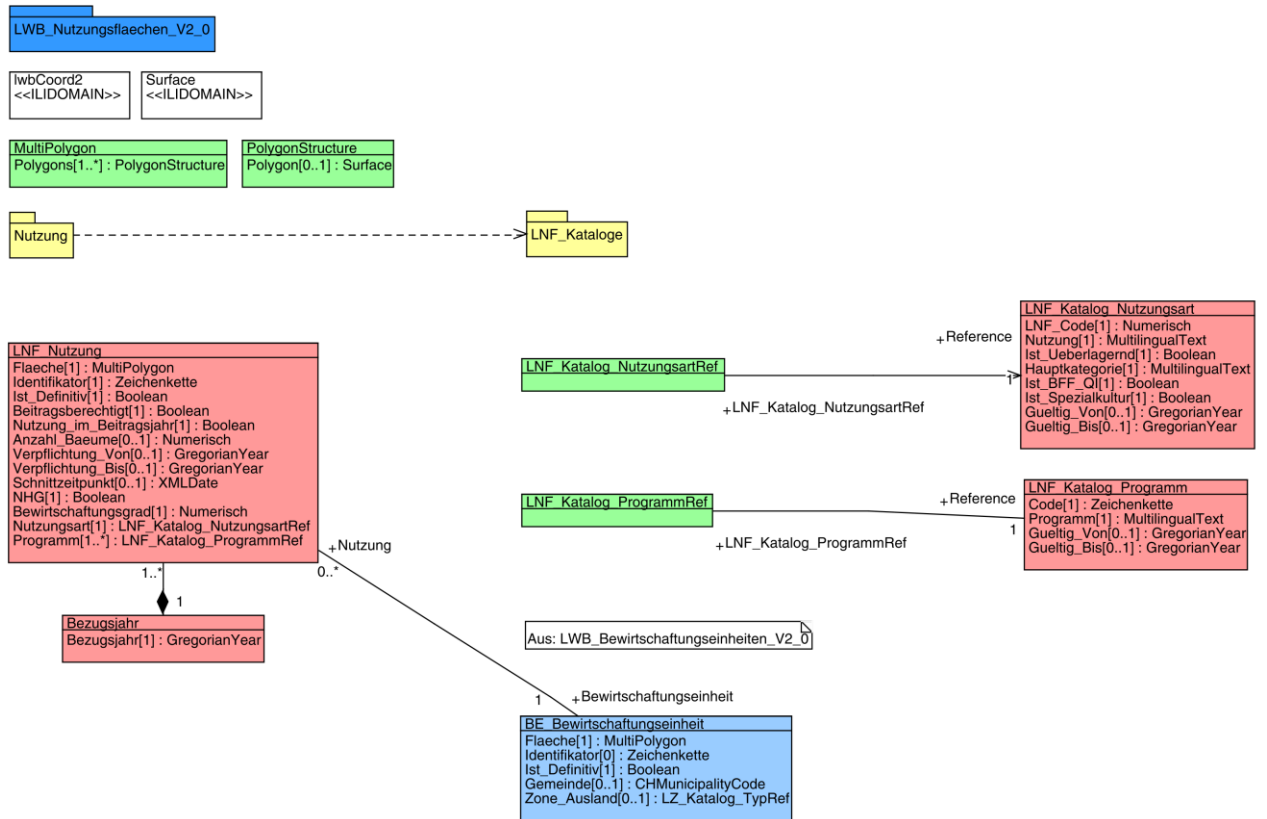 LWB_Nutzungsflaechen_V2_0
lwbCoord2
<<ILIDOMAIN>>
Surface
<<ILIDOMAIN>>
MultiPolygon
Polygons[1..*] : PolygonStructure
PolygonStructure
Polygon[0..1] : Surface
Nutzung
LNF_Kataloge
LNF_Nutzung
Flaeche[1] : MultiPolygon
Identifikator[1] : Zeichenkette
Ist_Definitiv[1] : Boolean
Beitragsberechtigt[1] : Boolean
Nutzung_im_Beitragsjahr[1] : Boolean
Anzahl_Baeume[0..1] : Numerisch
Verpflichtung_Von[0..1] : GregorianYear
Verpflichtung_Bis[0..1] : GregorianYear
Schnittzeitpunkt[0..1] : XMLDate
NHG[1] : Boolean
Bewirtschaftungsgrad[1] : Numerisch
Nutzungsart[1] : LNF_Katalog_NutzungsartRef
Programm[1..*] : LNF_Katalog_ProgrammRef
LNF_Katalog_NutzungsartRef
+Reference
1
+LNF_Katalog_NutzungsartRef
LNF_Katalog_Nutzungsart
LNF_Code[1] : Numerisch
Nutzung[1] : MultilingualText
Ist_Ueberlagernd[1] : Boolean
Hauptkategorie[1] : MultilingualText
Ist_BFF_QI[1] : Boolean
Ist_Spezialkultur[1] : Boolean
Gueltig_Von[0..1] : GregorianYear
Gueltig_Bis[0..1] : GregorianYear
LNF_Katalog_ProgrammRef
+Reference
1
+LNF_Katalog_ProgrammRef
LNF_Katalog_Programm
Code[1] : Zeichenkette
Programm[1] : MultilingualText
Gueltig_Von[0..1] : GregorianYear
Gueltig_Bis[0..1] : GregorianYear
+Nutzung
0..*
1..*
1
Bezugsjahr
Bezugsjahr[1] : GregorianYear
Aus: LWB_Bewirtschaftungseinheiten_V2_0
1
+Bewirtschaftungseinheit
BE_Bewirtschaftungseinheit
Flaeche[1] : MultiPolygon
Identifikator[0] : Zeichenkette
Ist_Definitiv[1] : Boolean
Gemeinde[0..1] : CHMunicipalityCode
Zone_Ausland[0..1] : LZ_Katalog_TypRef